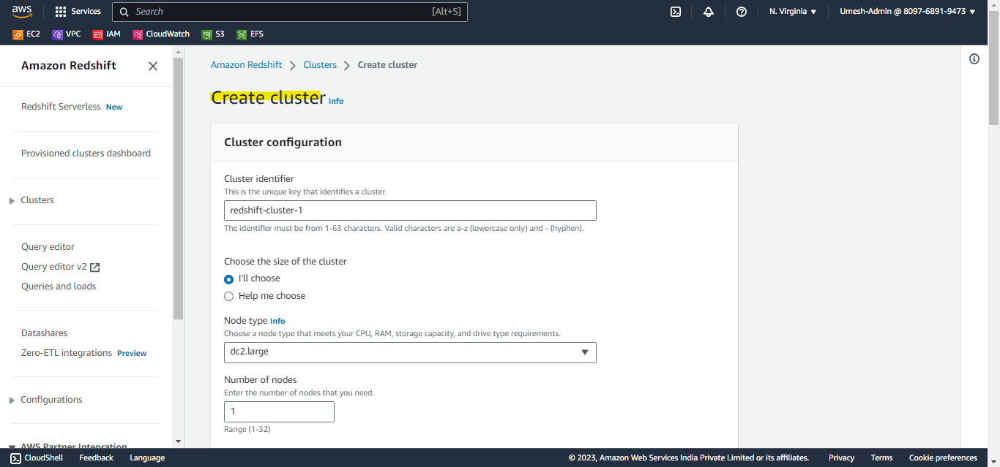 aws Services Search [Alt+S] N. Virginia Umesh-Admin @ 8097-6891-9473
EC2 VPC IAM CloudWatch S3 EFS
Amazon Redshift
Redshift Serverless New
Provisioned clusters dashboard
Clusters
Query editor
Query editor v2
Queries and loads
Datashares
Zero-ETL integrations Preview
Configurations
AWS Partner Integration
Amazon Redshift Clusters Create cluster
Create cluster Info
Cluster configuration
Cluster identifier
This is the unique key that identifies a cluster.
redshift-cluster-1
The identifier must be from 1-63 characters. Valid characters are a-z (lowercase only) and - (hyphen).
Choose the size of the cluster
I'll choose
Help me choose
Node type Info
Choose a node type that meets your CPU, RAM, storage capacity, and drive type requirements.
dc2.large
Number of nodes
Enter the number of nodes that you need.
1
Range (1-32)
CloudShell Feedback Language © 2023, Amazon Web Services India Private Limited or its affiliates. Privacy Terms Cookie preferences